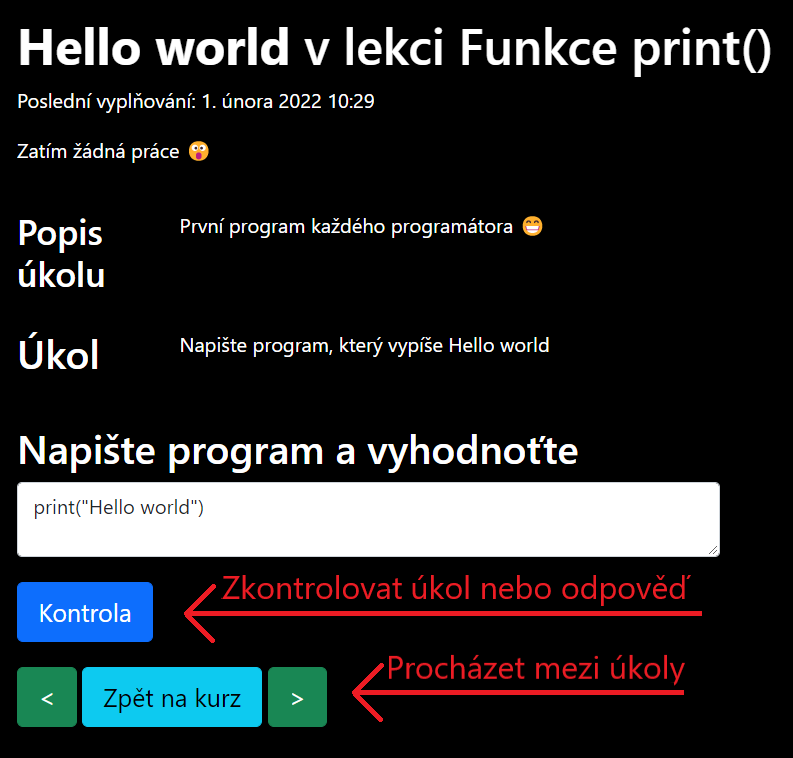 Hello world v lekci Funkce print()
Poslední vyplňování: 1. února 2022 10:29
Zatím žádná práce 😲
Popis
úkolu
První program každého programátora 😁
Úkol
Napište program, který vypíše Hello world
Napište program a vyhodnoťte
print("Hello world")
Zkontrolovat úkol nebo odpověď
Kontrola
Procházet mezi úkoly
< Zpět na kurz >